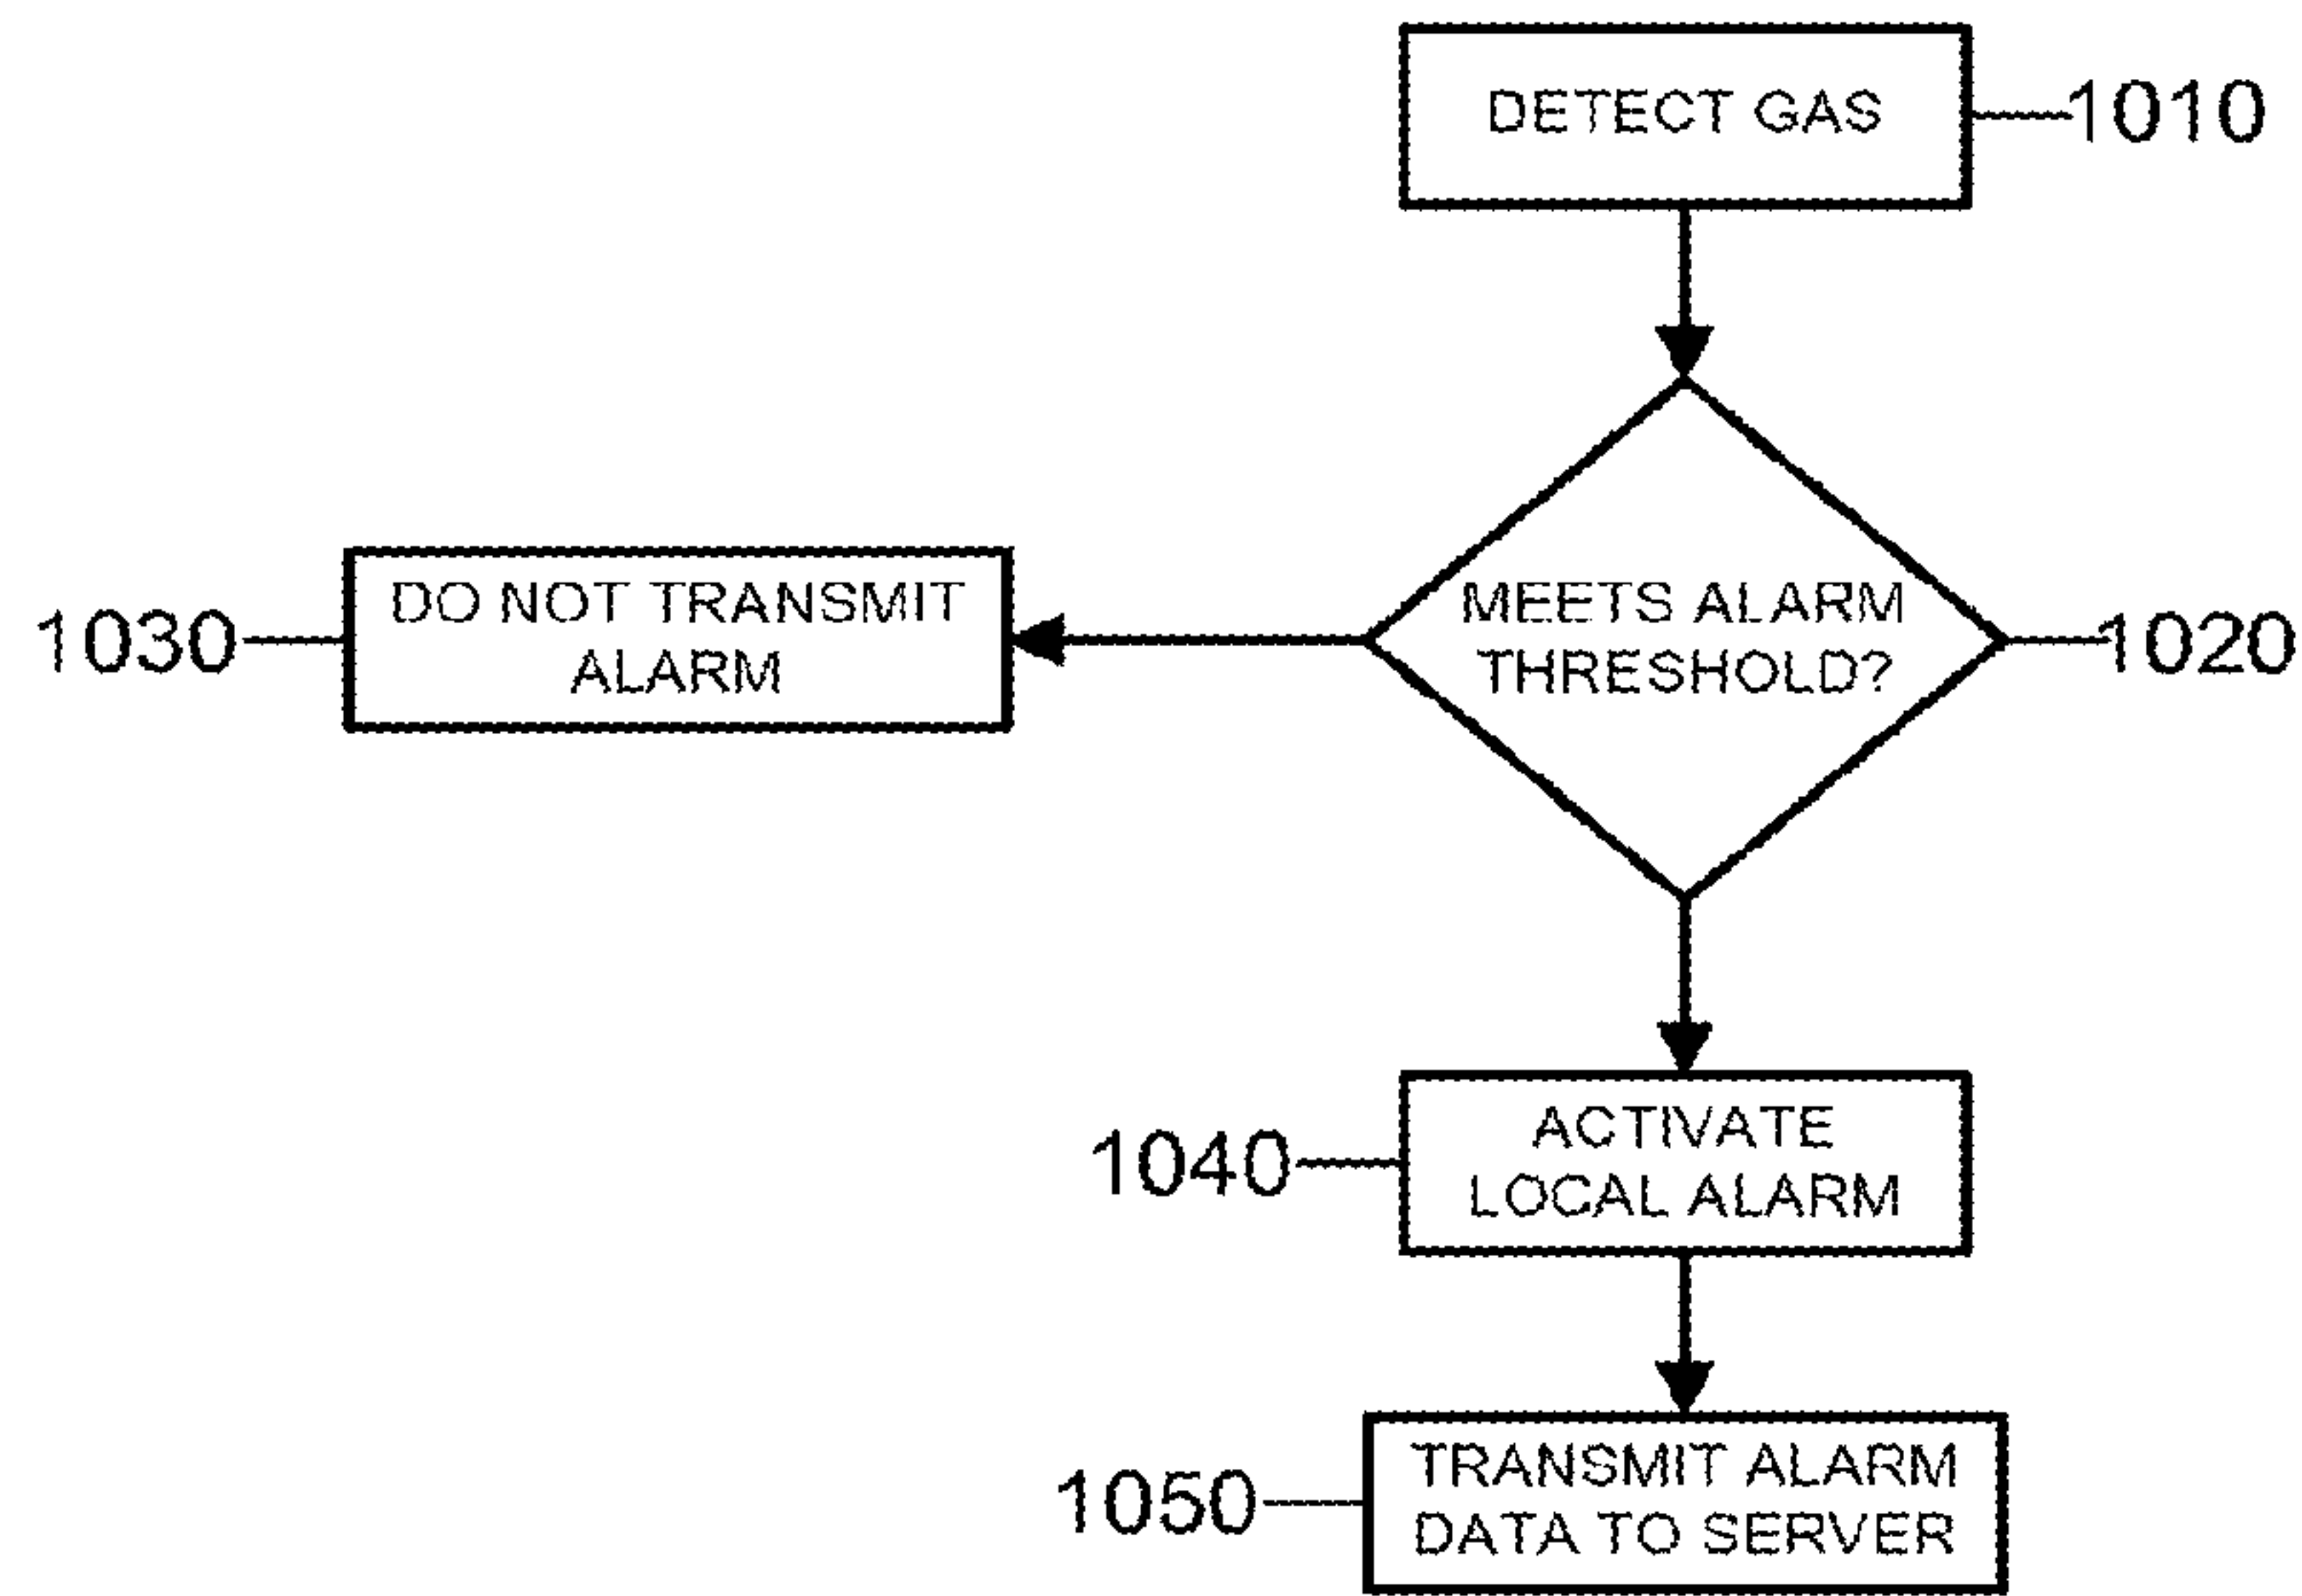 DETECT GAS
1010
MEETS ALARM
THRESHOLD?
1020
DO NOT TRANSMIT
ALARM
1030
ACTIVATE
LOCAL ALARM
1040
TRANSMIT ALARM
DATA TO SERVER
1050